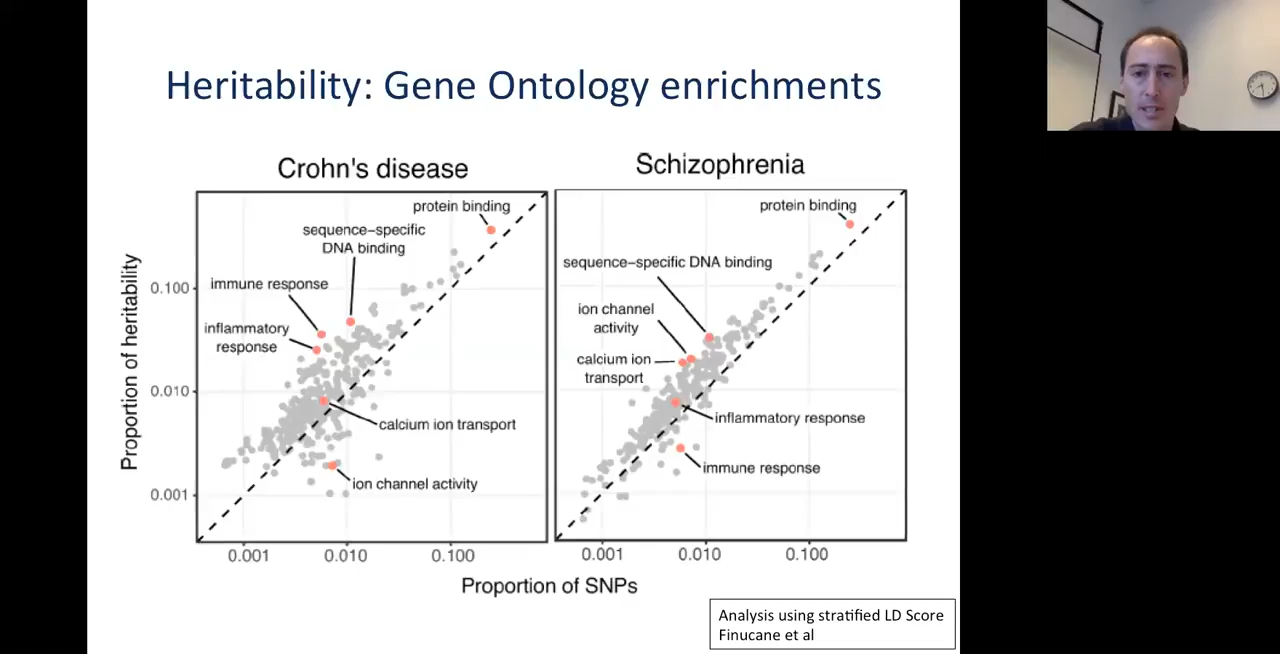 Heritability: Gene Ontology enrichments
Crohn's disease
Proportion of heritability
0.100
0.010
0.001
protein binding
sequence−specific
DNA binding
immune response
inflammatory
response
calcium ion transport
ion channel activity
0.001
0.010
0.100
Schizophrenia
protein binding
sequence−specific DNA binding
ion channel
activity
calcium ion
transport
inflammatory response
immune response
0.001
0.010
0.100
Proportion of SNPs
Analysis using stratified LD Score
Finucane et al